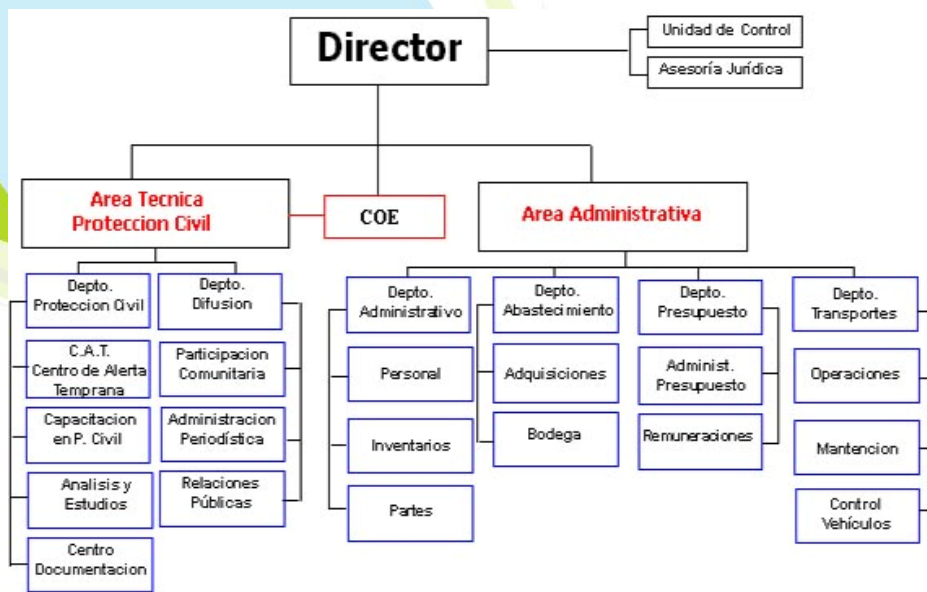 Director
Unidad de Control
Asesoría Jurídica
Area Tecnica
Proteccion Civil
COE
Area Administrativa
Depto.
Proteccion Civil
C.A.T.
Centro de Alerta
Temprana
Capacitacion
en P. Civil
Analisis y
Estudios
Centro
Documentacion
Depto.
Difusion
Participacion
Comunitaria
Administracion
Periodística
Relaciones
Públicas
Depto.
Administrativo
Personal
Inventarios
Partes
Depto.
Abastecimiento
Adquisiciones
Bodega
Depto.
Presupuesto
Administ.
Presupuesto
Remuneraciones
Depto.
Transportes
Operaciones
Mantencion
Control
Vehículos